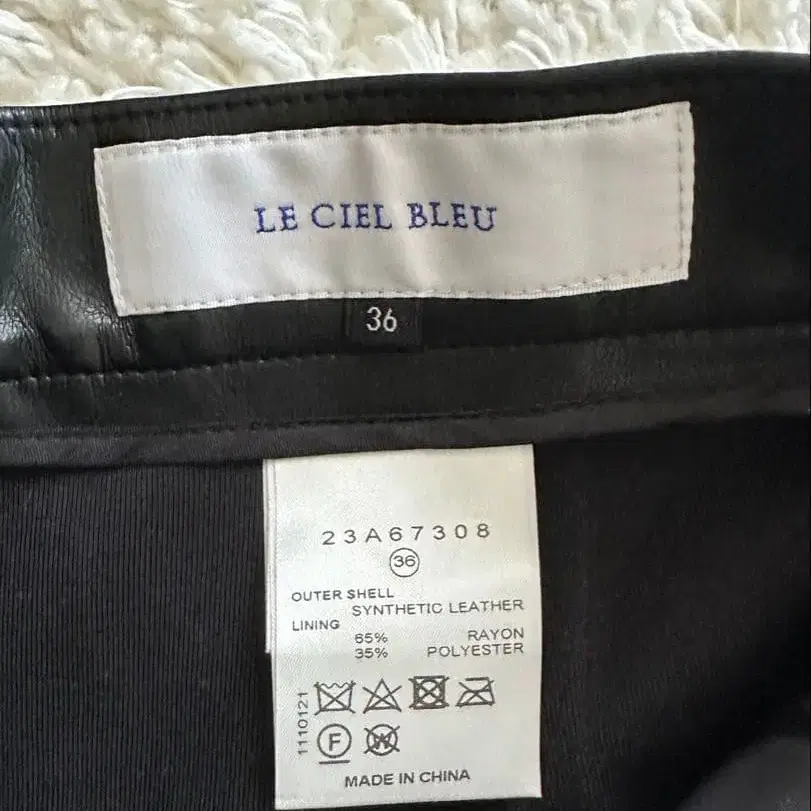 LE CIEL BLEU
36
23A67308
36
OUTER SHELL
SYNTHETIC LEATHER
LINING
65% RAYON
35% POLYESTER
1110121
F W
MADE IN CHINA